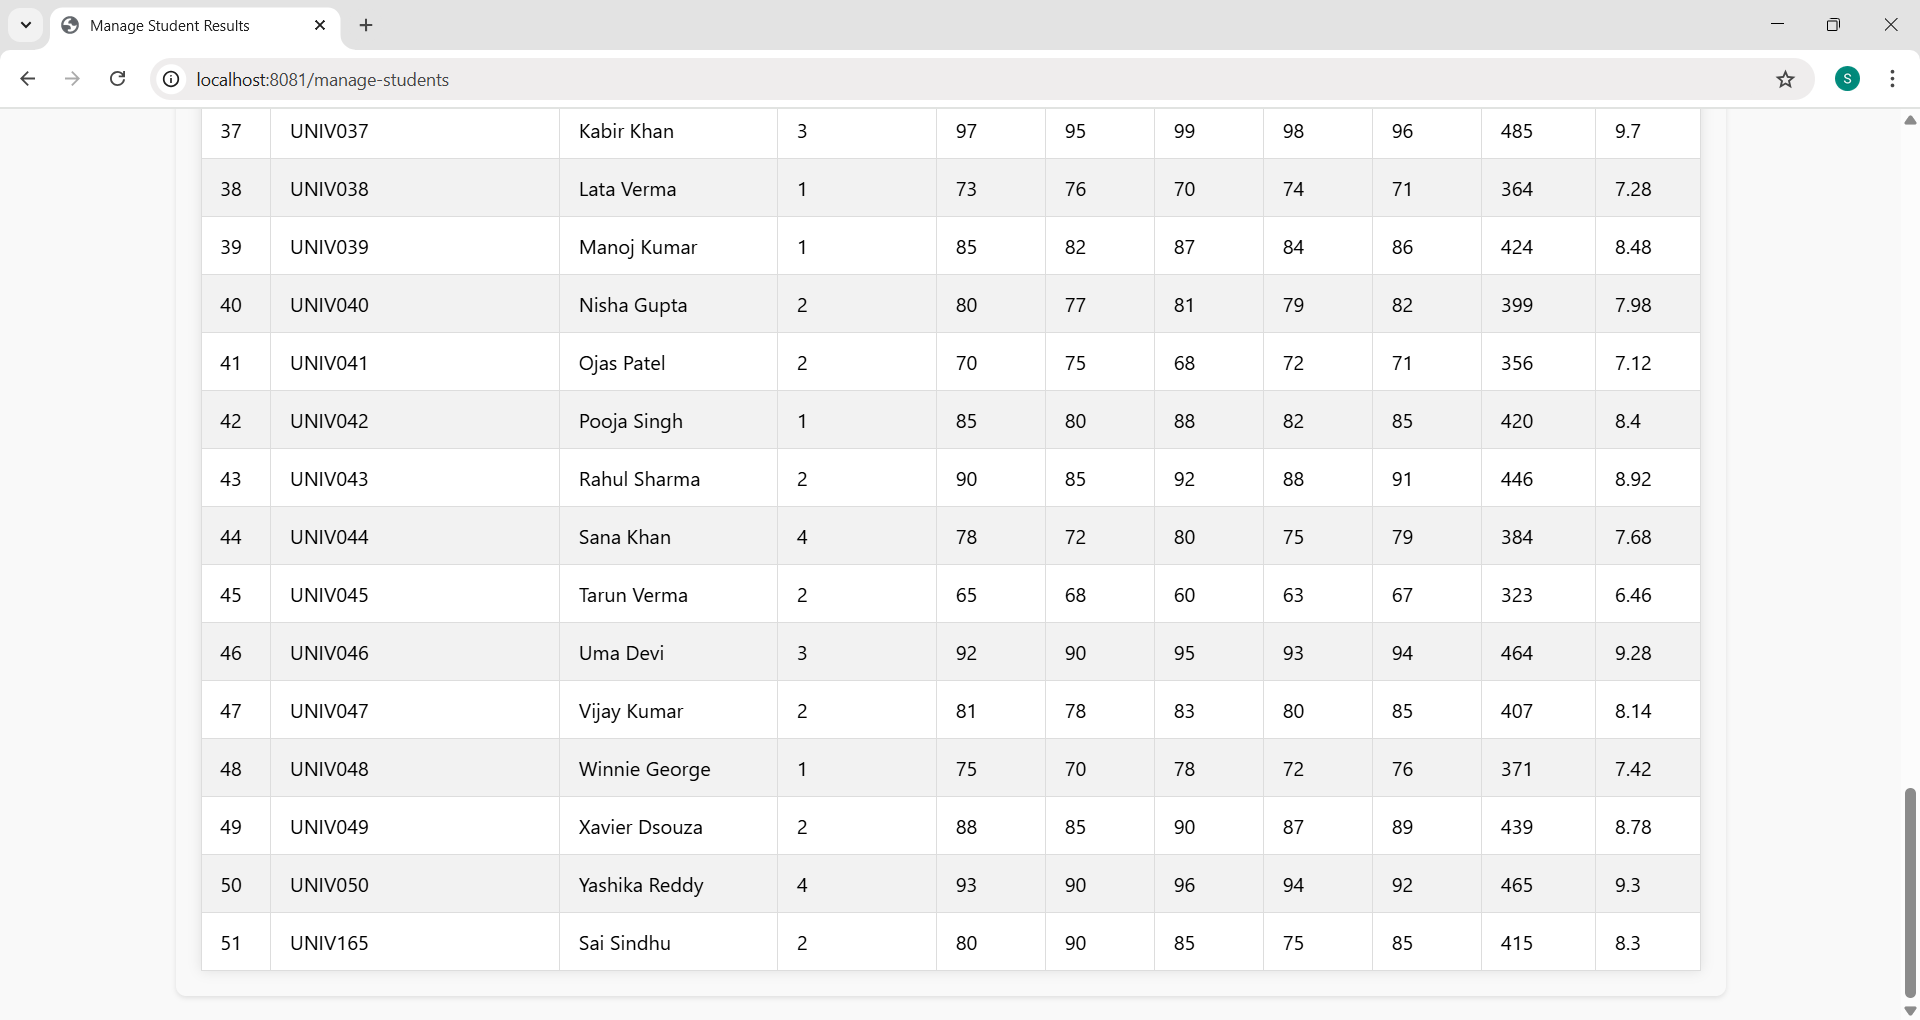 Manage Student Results
localhost:8081/manage-students
S
37 UNIV037 Kabir Khan 3 97 95 99 98 96 485 9.7
38 UNIV038 Lata Verma 1 73 76 70 74 71 364 7.28
39 UNIV039 Manoj Kumar 1 85 82 87 84 86 424 8.48
40 UNIV040 Nisha Gupta 2 80 77 81 79 82 399 7.98
41 UNIV041 Ojas Patel 2 70 75 68 72 71 356 7.12
42 UNIV042 Pooja Singh 1 85 80 88 82 85 420 8.4
43 UNIV043 Rahul Sharma 2 90 85 92 88 91 446 8.92
44 UNIV044 Sana Khan 4 78 72 80 75 79 384 7.68
45 UNIV045 Tarun Verma 2 65 68 60 63 67 323 6.46
46 UNIV046 Uma Devi 3 92 90 95 93 94 464 9.28
47 UNIV047 Vijay Kumar 2 81 78 83 80 85 407 8.14
48 UNIV048 Winnie George 1 75 70 78 72 76 371 7.42
49 UNIV049 Xavier Dsouza 2 88 85 90 87 89 439 8.78
50 UNIV050 Yashika Reddy 4 93 90 96 94 92 465 9.3
51 UNIV165 Sai Sindhu 2 80 90 85 75 85 415 8.3